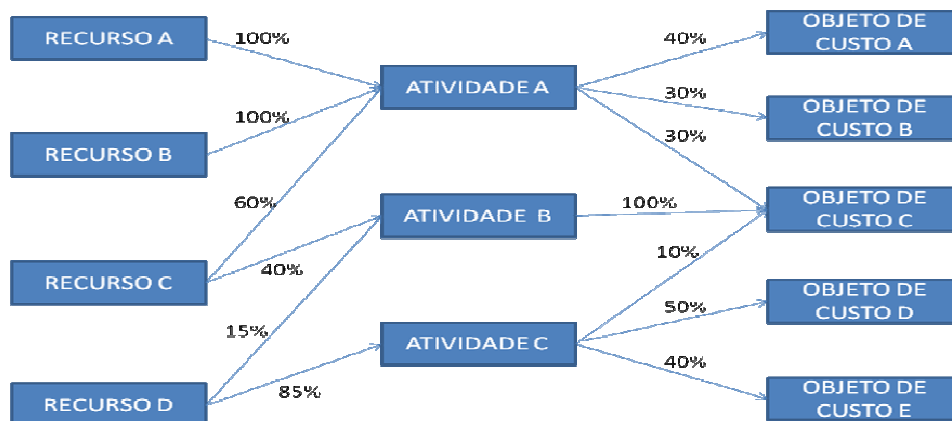 RECURSO A
100%
40%
OBJETO DE
CUSTO A
ATIVIDADE A
RECURSO B
100%
30%
OBJETO DE
CUSTO B
30%
60%
ATIVIDADE B
100%
OBJETO DE
CUSTO C
RECURSO C
40%
10%
15%
ATIVIDADE C
50%
OBJETO DE
CUSTO D
RECURSO D
85%
40%
OBJETO DE
CUSTO E